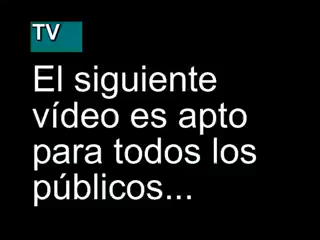 TV
El siguiente
vídeo es apto
para todos los
públicos...